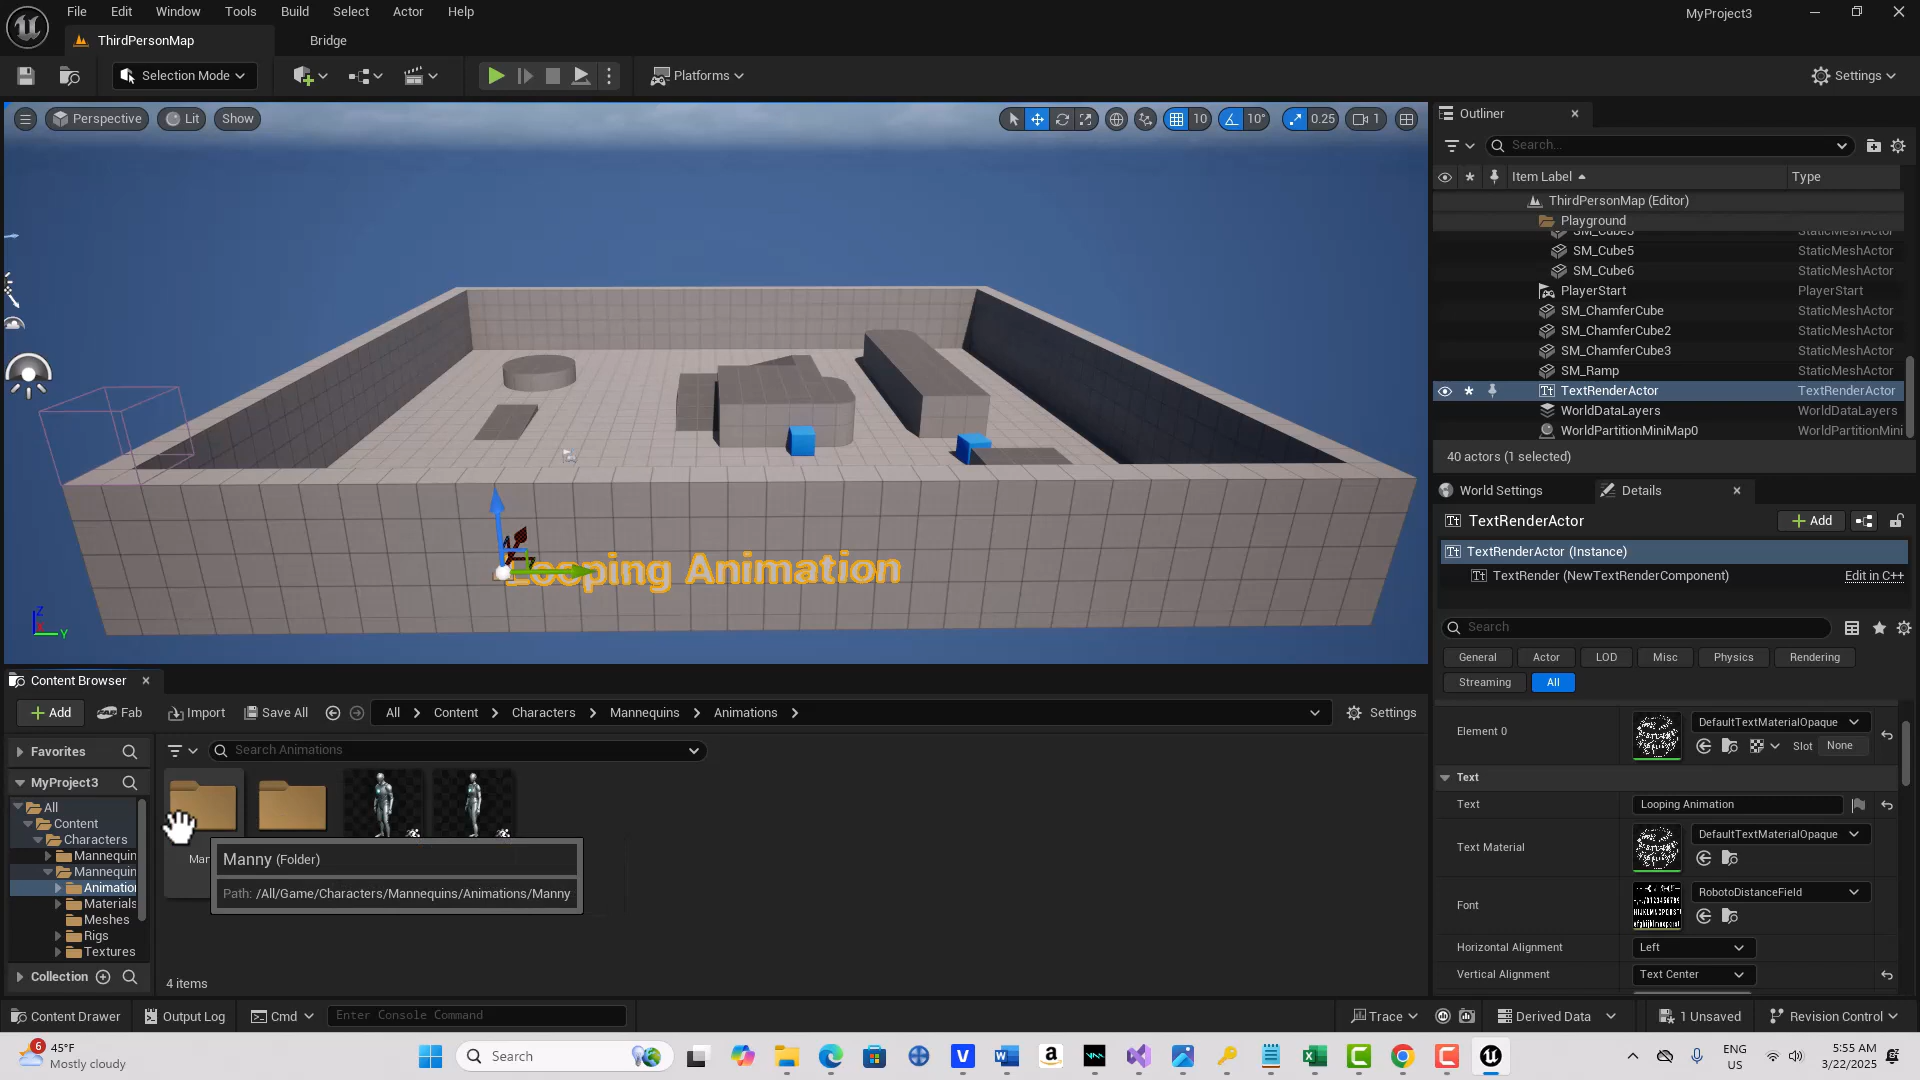 File Edit Window Tools Build Select Actor Help
MyProject3
ThirdPersonMap
Bridge
Selection Mode
Platforms
Settings
Perspective
Lit
Show
10
10°
0.25
1
Looping Animation
Z
Y
Outliner
Search...
Item Label
Type
ThirdPersonMap (Editor)
Playground
SM_Cube5 StaticMeshActor
SM_Cube6 StaticMeshActor
PlayerStart PlayerStart
SM_ChamferCube StaticMeshActor
SM_ChamferCube2 StaticMeshActor
SM_ChamferCube3 StaticMeshActor
SM_Ramp StaticMeshActor
TextRenderActor TextRenderActor
WorldDataLayers WorldDataLayers
WorldPartitionMiniMap0 WorldPartitionMini
40 actors (1 selected)
World Settings
Details
TextRenderActor
Add
TextRenderActor (Instance)
TextRender (NewTextRenderComponent)
Edit in C++
Search
General Actor LOD Misc Physics Rendering
Streaming All
Element 0
DefaultTextMaterialOpaque
Slot None
Text
Text Looping Animation
Text Material
DefaultTextMaterialOpaque
Font
RobotoDistanceField
Horizontal Alignment Left
Vertical Alignment Text Center
Content Browser
Add
Fab
Import
Save All
All > Content > Characters > Mannequins > Animations >
Settings
Favorites
MyProject3
All
Content
Characters
Mannequin
Mannequin
Animation
Materials
Meshes
Rigs
Textures
Collection
Search Animations
Man
Manny (Folder)
Path: /All/Game/Characters/Mannequins/Animations/Manny
4 items
Content Drawer
Output Log
Cmd
Enter Console Command
Trace
Derived Data
1 Unsaved
Revision Control
6
45°F
Mostly cloudy
Search
ENG
US
5:55 AM
3/22/2025